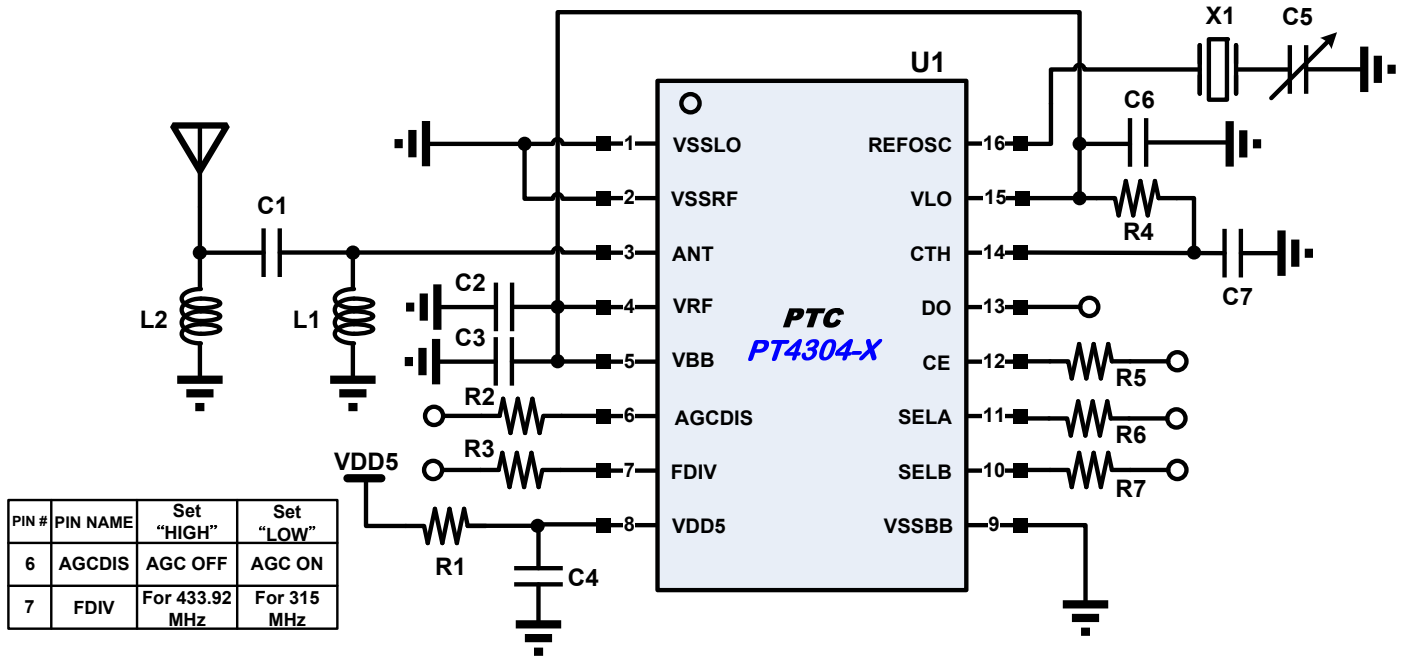 X1
C5
U1
C6
1
VSSLO
REFOSC
16
2
VSSRF
VLO
15
R4
C1
3
ANT
CTH
14
C7
L2
L1
C2
4
VRF
DO
13
PTC
PT4304-X
C3
5
VBB
CE
12
R5
R2
6
AGCDIS
SELA
11
R6
R3
7
FDIV
SELB
10
R7
VDD5
R1
8
VDD5
VSSBB
9
C4
PIN # PIN NAME Set "HIGH" Set "LOW"
6 AGCDIS AGC OFF AGC ON
7 FDIV For 433.92 MHz For 315 MHz